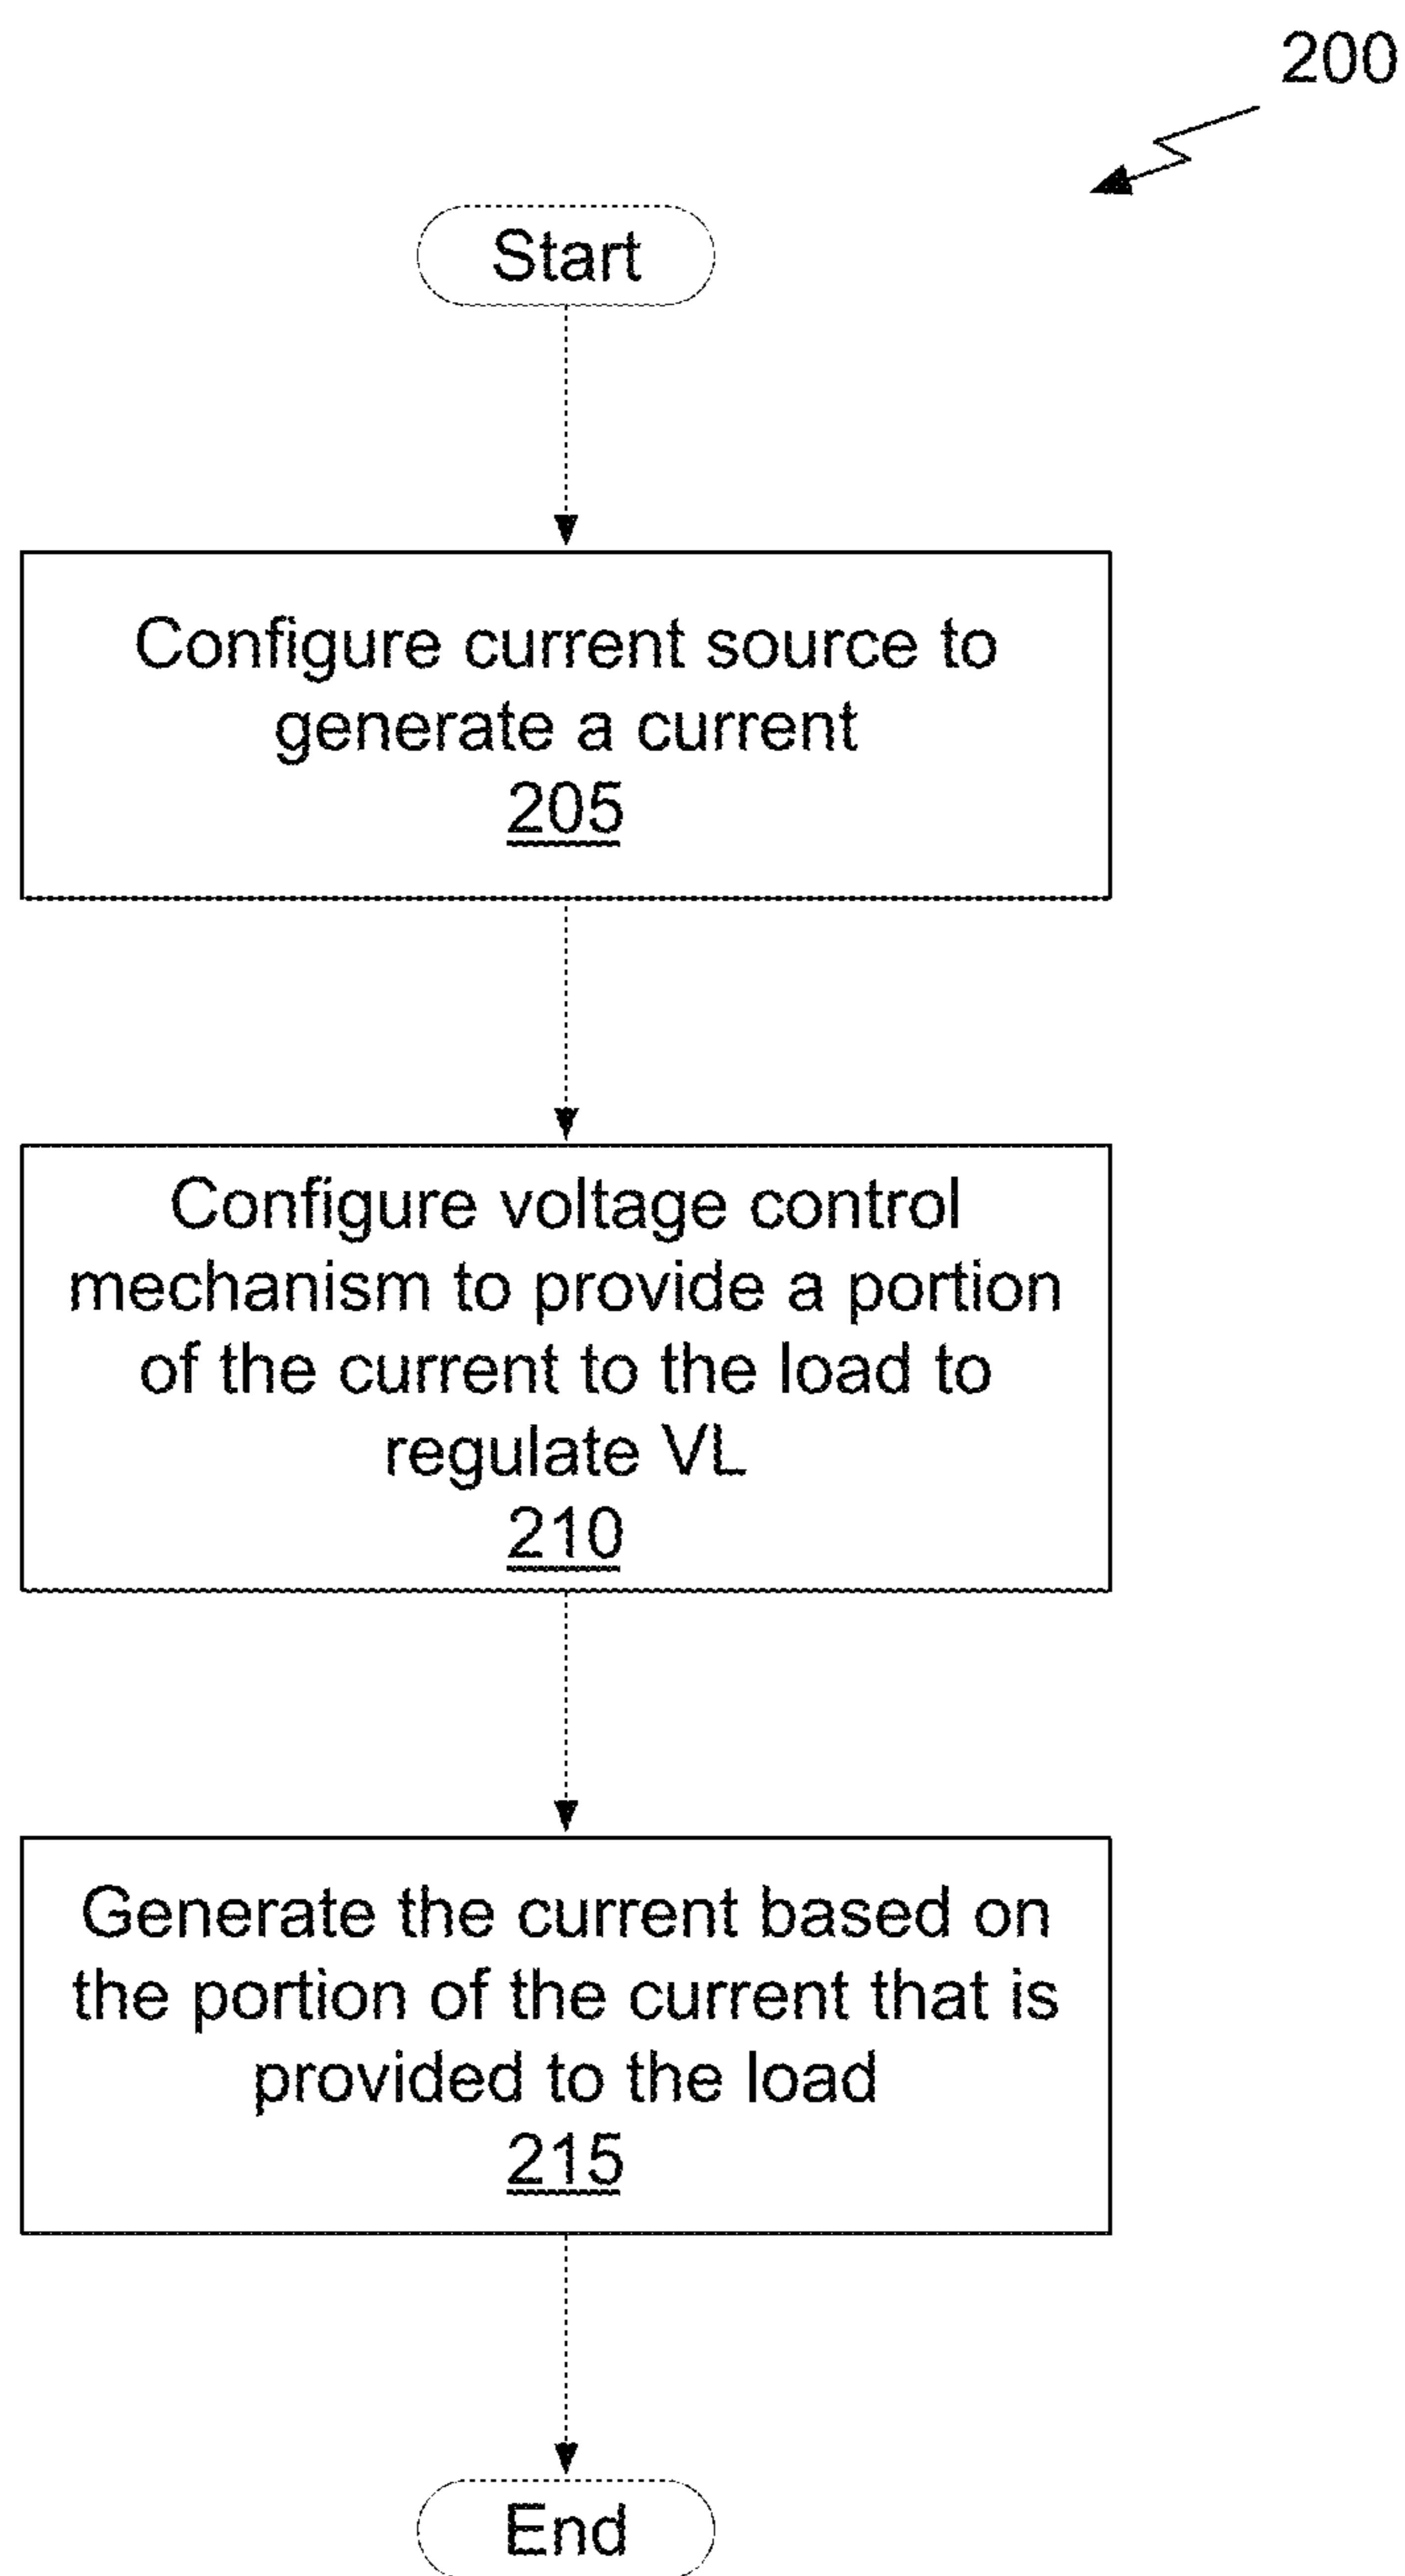 200
Start
Configure current source to
generate a current
205
Configure voltage control
mechanism to provide a portion
of the current to the load to
regulate VL
210
Generate the current based on
the portion of the current that is
provided to the load
215
End